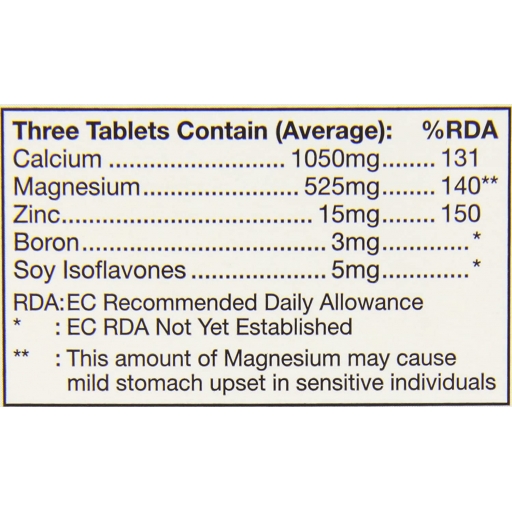 Three Tablets Contain (Average): %RDA
Calcium .................... 1050mg........ 131
Magnesium...................... 525mg........ 140**
Zinc.................................... 15mg........ 150
Boron.................................. 3mg............. *
Soy Isoflavones ................... 5mg............. *
RDA:EC Recommended Daily Allowance
* : EC RDA Not Yet Established
** : This amount of Magnesium may cause
mild stomach upset in sensitive individuals